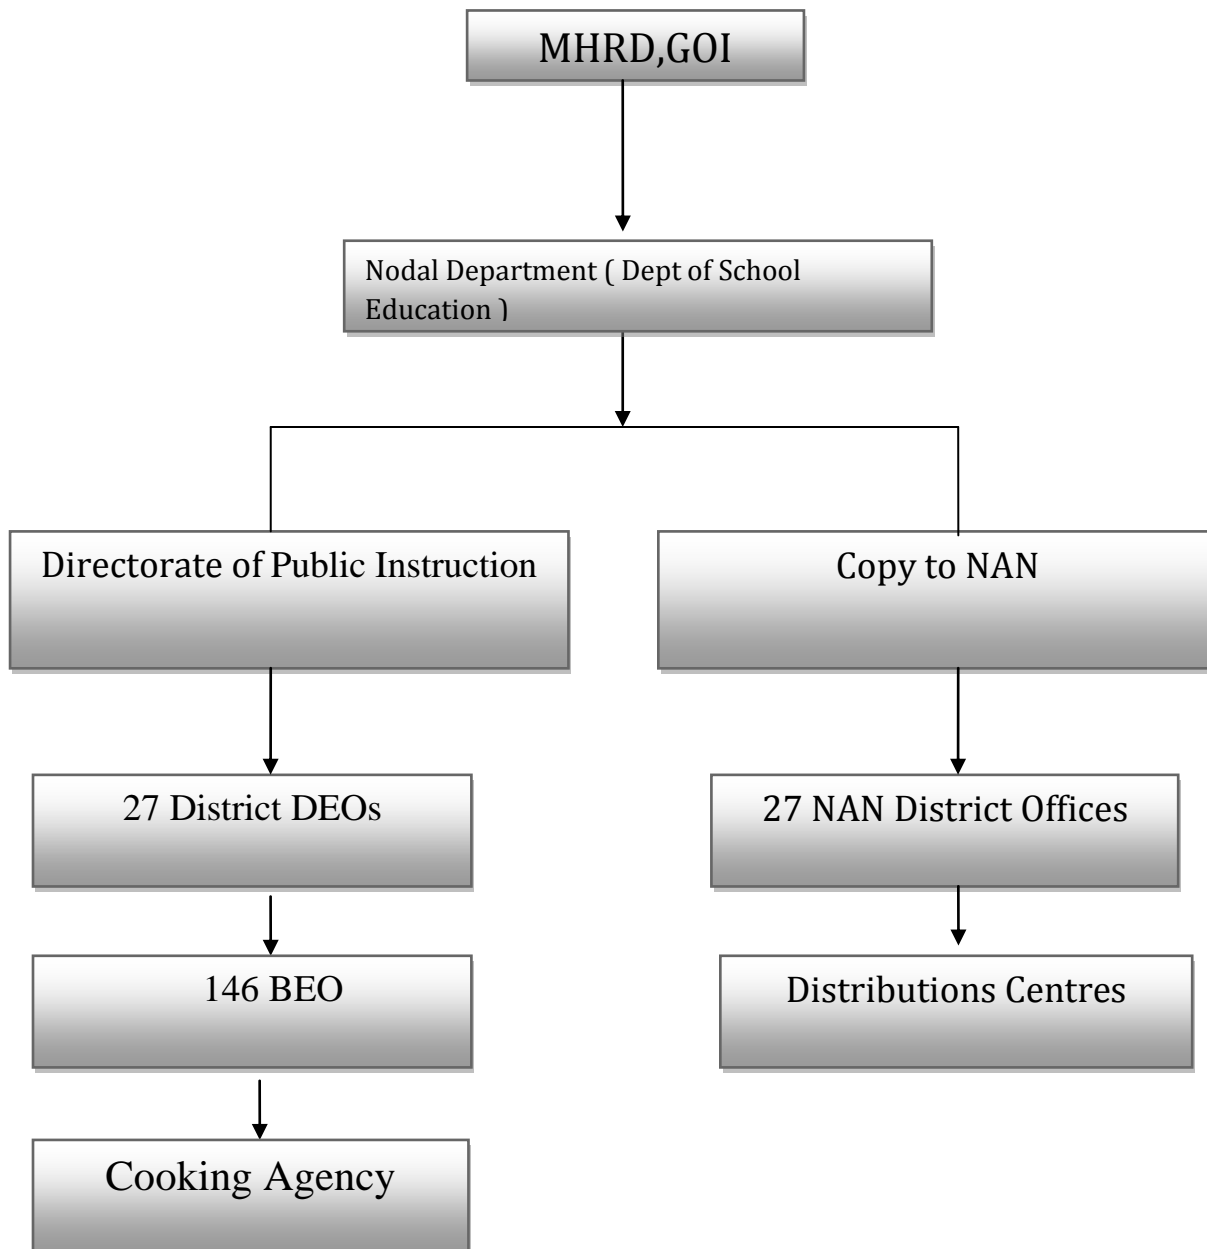 MHRD,GOI
Nodal Department ( Dept of School
Education )
Directorate of Public Instruction
Copy to NAN
27 District DEOs
27 NAN District Offices
146 BEO
Distributions Centres
Cooking Agency